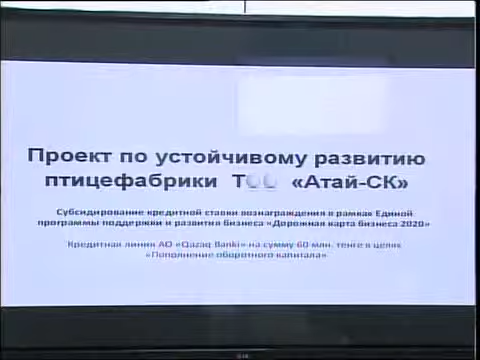 Проект по устойчивому развитию
птицефабрики «Атай-СК»
Субсидирование кредитной ставки вознаграждения в рамках Единой
программы поддержки и развития бизнеса «Дорожная карта бизнеса 2020»
Кредитная линия АО «Qazaq Banki» на сумму 60 млн. тенге в целях
«Пополнение оборотного капитала»